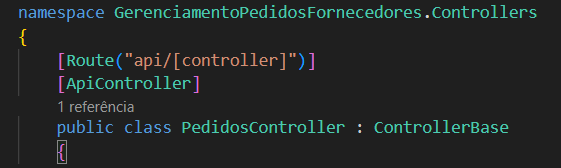 namespace GerenciamentoPedidosFornecedores.Controllers
{
[Route("api/[controller]")]
[ApiController]
1 referência
public class PedidosController : ControllerBase
{